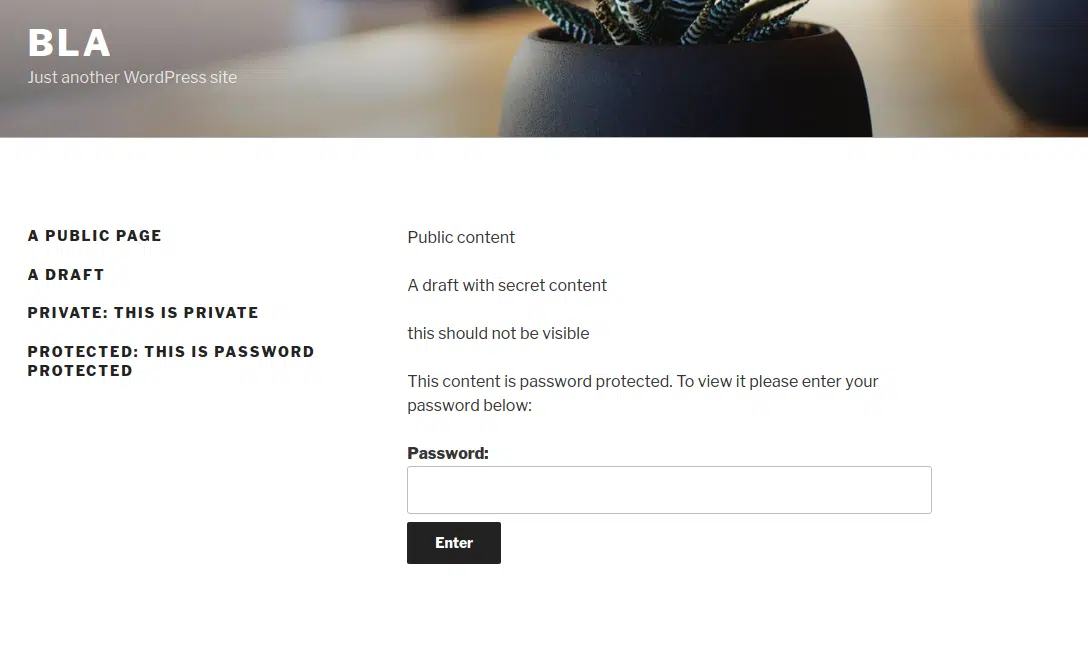 BLA
Just another WordPress site
A PUBLIC PAGE
A DRAFT
PRIVATE: THIS IS PRIVATE
PROTECTED: THIS IS PASSWORD
PROTECTED
Public content
A draft with secret content
this should not be visible
This content is password protected. To view it please enter your
password below:
Password:
Enter